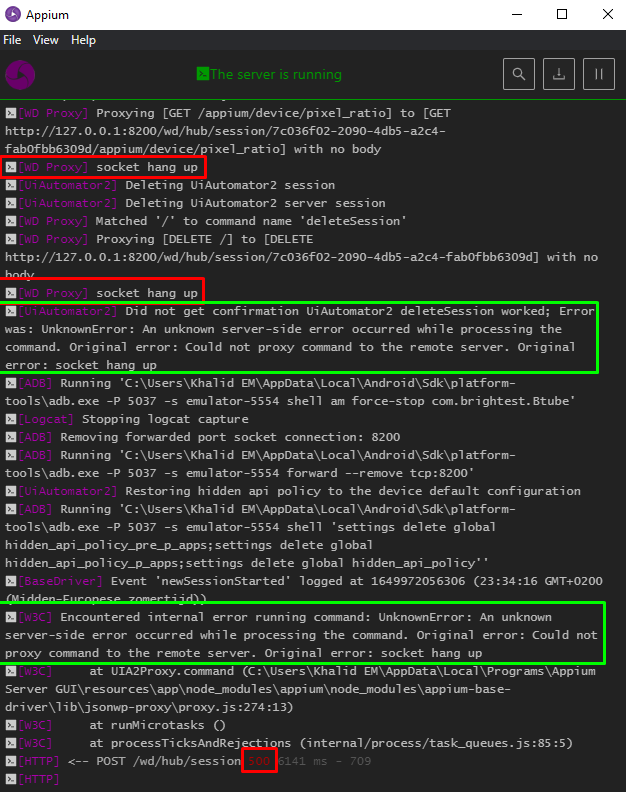 Appium
File View Help
The server is running
[WD Proxy] Proxying [GET /appium/device/pixel_ratio] to [GET
http://127.0.0.1:8200/wd/hub/session/7c036f02-2090-4db5-a2c4-
fab0fbb6309d/appium/device/pixel_ratio] with no body
[WD Proxy] socket hang up
[UiAutomator2] Deleting UiAutomator2 session
[UiAutomator2] Deleting UiAutomator2 server session
[WD Proxy] Matched '/' to command name 'deleteSession'
[WD Proxy] Proxying [DELETE /] to [DELETE
http://127.0.0.1:8200/wd/hub/session/7c036f02-2090-4db5-a2c4-fab0fbb6309d] with no
body
[WD Proxy] socket hang up
[UiAutomator2] Did not get confirmation UiAutomator2 deleteSession worked; Error
was: UnknownError: An unknown server-side error occurred while processing the
command. Original error: Could not proxy command to the remote server. Original
error: socket hang up
[ADB] Running 'C:\Users\Khalid EM\AppData\Local\Android\Sdk\platform-
tools\adb.exe -P 5037 -s emulator-5554 shell am force-stop com.brightest.Btube'
[Logcat] Stopping logcat capture
[ADB] Removing forwarded port socket connection: 8200
[ADB] Running 'C:\Users\Khalid EM\AppData\Local\Android\Sdk\platform-
tools\adb.exe -P 5037 -s emulator-5554 forward --remove tcp:8200'
[UiAutomator2] Restoring hidden api policy to the device default configuration
[ADB] Running 'C:\Users\Khalid EM\AppData\Local\Android\Sdk\platform-
tools\adb.exe -P 5037 -s emulator-5554 shell 'settings delete global
hidden_api_policy_pre_p_apps;settings delete global
hidden_api_policy_p_apps;settings delete global hidden_api_policy''
[BaseDriver] Event 'newSessionStarted' logged at 1649972056306 (23:34:16 GMT+0200
(Midden-Europese zomertijd))
[W3C] Encountered internal error running command: UnknownError: An unknown
server-side error occurred while processing the command. Original error: Could not
proxy command to the remote server. Original error: socket hang up
[W3C] at UIA2Proxy.command (C:\Users\Khalid EM\AppData\Local\Programs\Appium
Server GUI\resources\app\node_modules\appium\node_modules\appium-base-
driver\lib\jsonwp-proxy\proxy.js:274:13)
[W3C] at runMicrotasks ()
[W3C] at processTicksAndRejections (internal/process/task_queues.js:85:5)
[HTTP] <-- POST /wd/hub/session 500 6141 ms - 709
[HTTP]